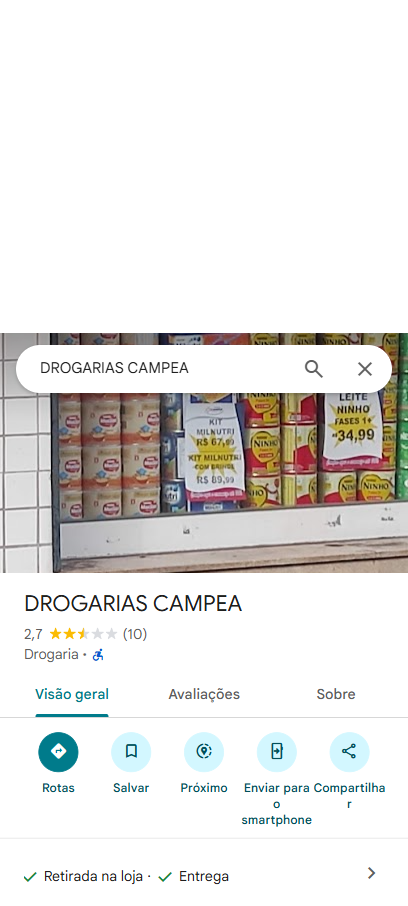 DROGARIAS CAMPEA
KIT
MILNUTRI
R$ 67,99
KIT MILNUTRI
COM BRINDE
R$ 89,99
LEITE
NINHO
FASES 1+
34,99
NINHO
NINHO
NINHO
DROGARIAS CAMPEA
2,7 (10)
Drogaria ·
Visão geral
Avaliações
Sobre
Rotas
Salvar
Próximo
Enviar para
o
smartphone
Compartilha
r
Retirada na loja · Entrega